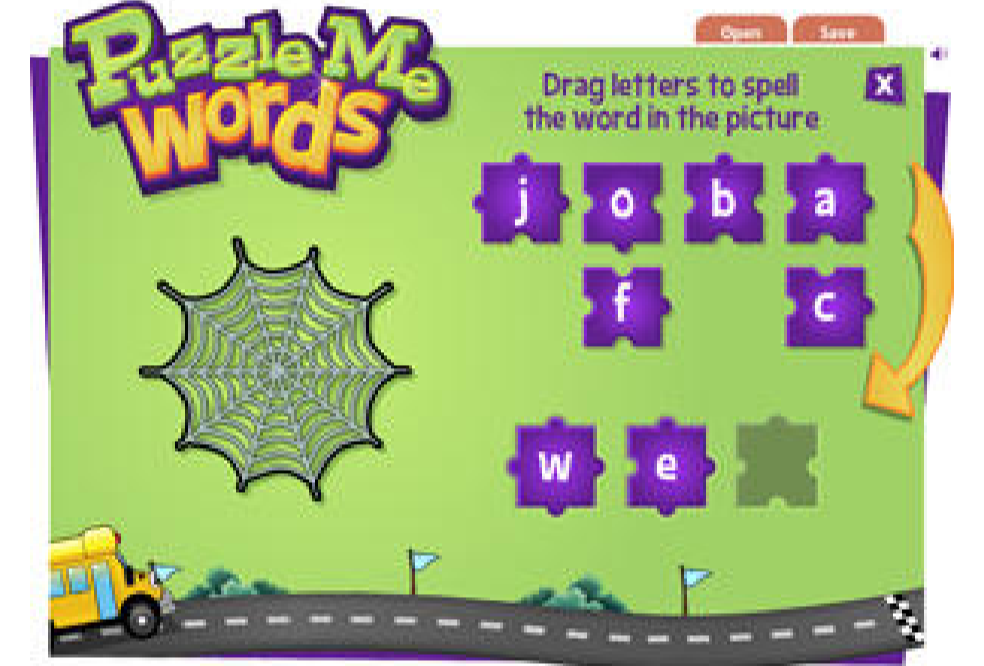 Puzzle Me
Words
Open Save
Drag letters to spell
the word in the picture
X
j o b a
f c
w e